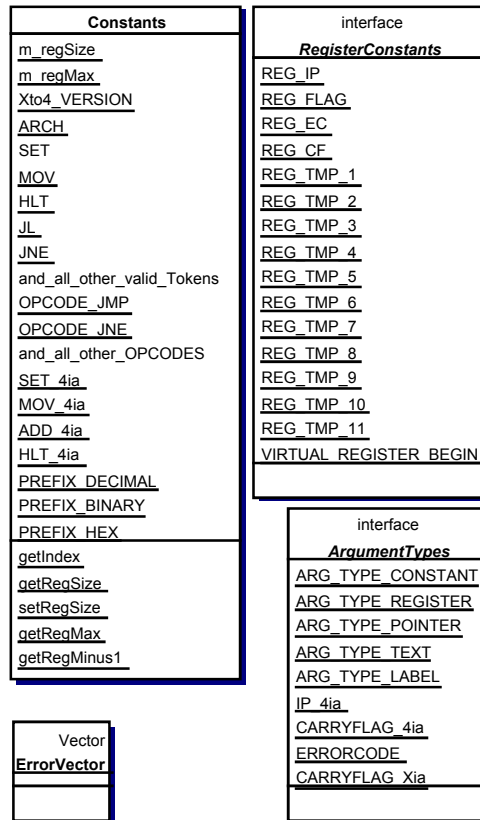 Constants
m_regSize
m_regMax
Xto4_VERSION
ARCH
SET
MOV
HLT
JL
JNE
and_all_other_valid_Tokens
OPCODE_JMP
OPCODE_JNE
and_all_other_OPCODES
SET_4ia
MOV_4ia
ADD_4ia
HLT_4ia
PREFIX_DECIMAL
PREFIX_BINARY
PREFIX_HEX
getIndex
getRegSize
setRegSize
getRegMax
getRegMinus1
interface
RegisterConstants
REG_IP
REG_FLAG
REG_EC
REG_CF
REG_TMP_1
REG_TMP_2
REG_TMP_3
REG_TMP_4
REG_TMP_5
REG_TMP_6
REG_TMP_7
REG_TMP_8
REG_TMP_9
REG_TMP_10
REG_TMP_11
VIRTUAL_REGISTER_BEGIN
interface
ArgumentTypes
ARG_TYPE_CONSTANT
ARG_TYPE_REGISTER
ARG_TYPE_POINTER
ARG_TYPE_TEXT
ARG_TYPE_LABEL
IP_4ia
CARRYFLAG_4ia
ERRORCODE
CARRYFLAG_Xia
Vector
ErrorVector